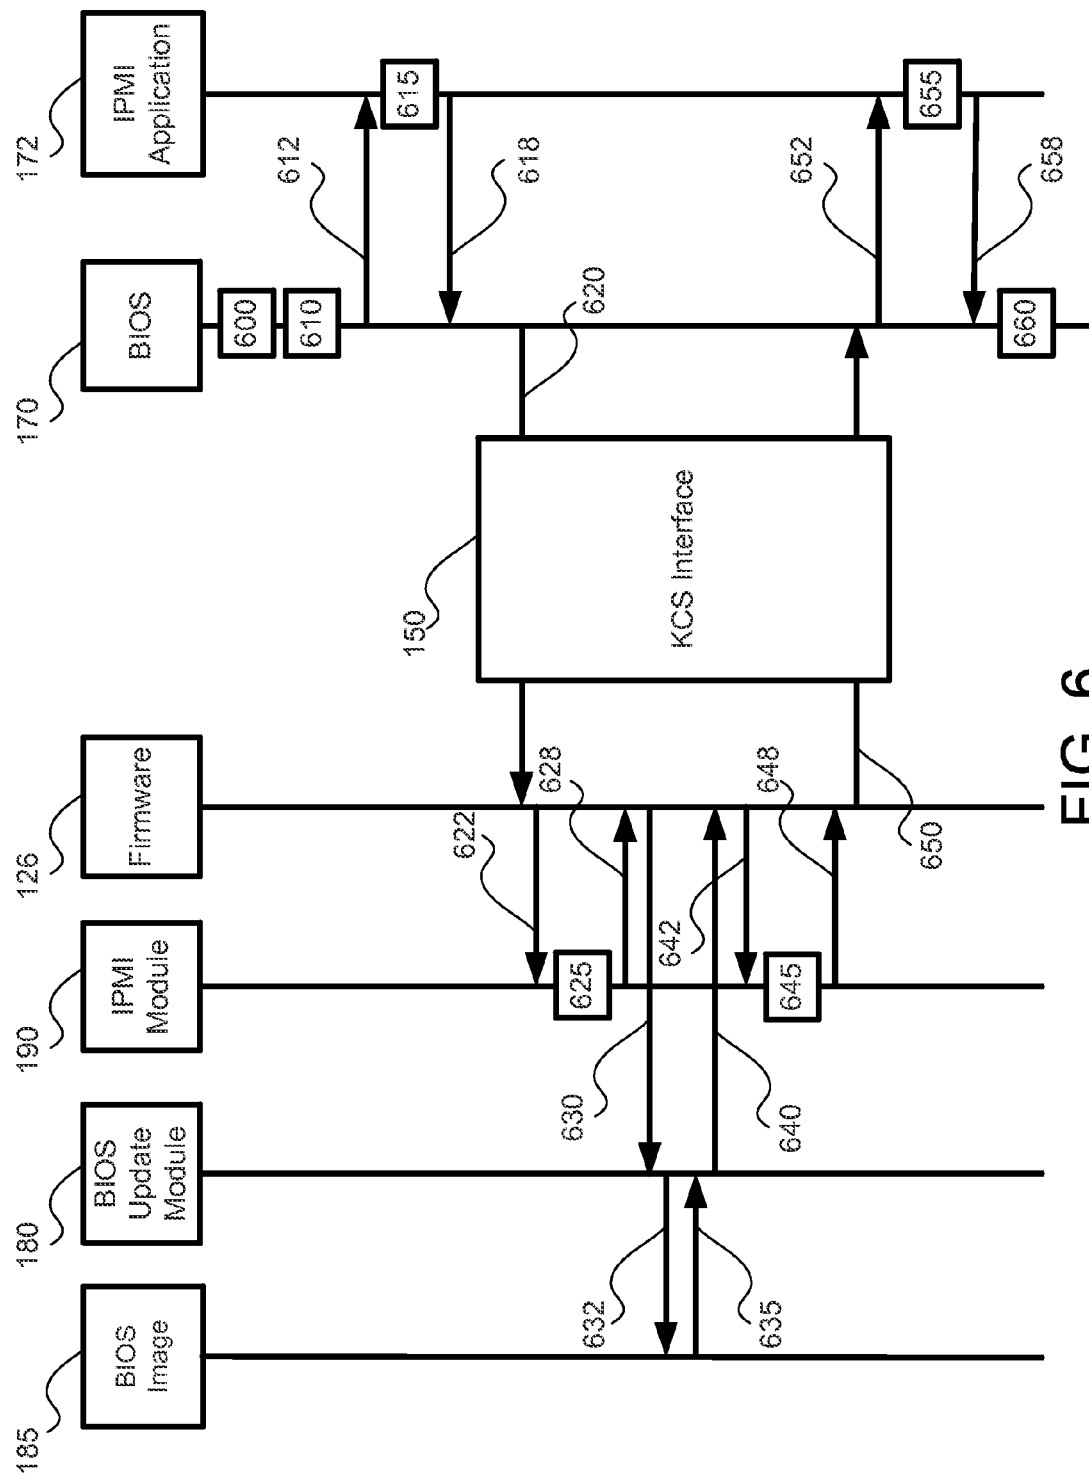 185
BIOS
Image
180
BIOS
Update
Module
190
IPMI
Module
126
Firmware
170
BIOS
172
IPMI
Application
600
610
612
615
618
620
150
KCS Interface
622
625
628
630
632
635
640
642
645
648
650
652
655
658
660
FIG. 6